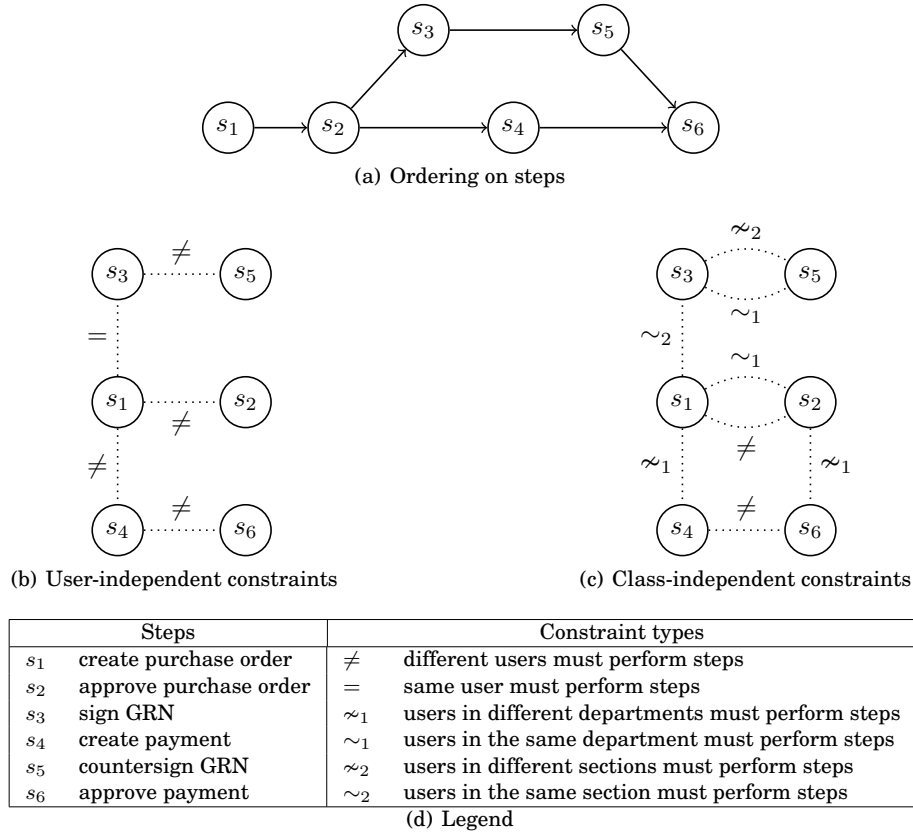 s3 s5
s1 s2 s4 s6
(a) Ordering on steps
≠
s3 s5
=
s1 s2
≠
≠
≠
s4 s6
(b) User-independent constraints
≁2
s3 s5
∼1
∼2
∼1
s1 s2
≠
≁1 ≁1
≠
s4 s6
(c) Class-independent constraints
Steps Constraint types
s1 create purchase order ≠ different users must perform steps
s2 approve purchase order = same user must perform steps
s3 sign GRN ≁1 users in different departments must perform steps
s4 create payment ∼1 users in the same department must perform steps
s5 countersign GRN ≁2 users in different sections must perform steps
s6 approve payment ∼2 users in the same section must perform steps
(d) Legend